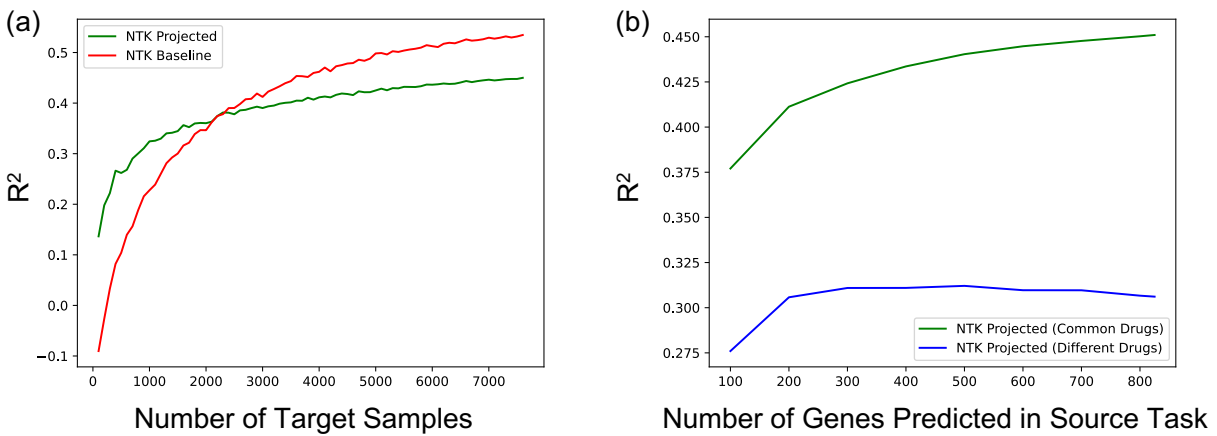 (a)
NTK Projected
NTK Baseline
0.5
0.4
0.3
0.2
0.1
0.0
−0.1
R²
0 1000 2000 3000 4000 5000 6000 7000
Number of Target Samples
(b)
0.450
0.425
0.400
0.375
0.350
0.325
0.300
0.275
R²
NTK Projected (Common Drugs)
NTK Projected (Different Drugs)
100 200 300 400 500 600 700 800
Number of Genes Predicted in Source Task